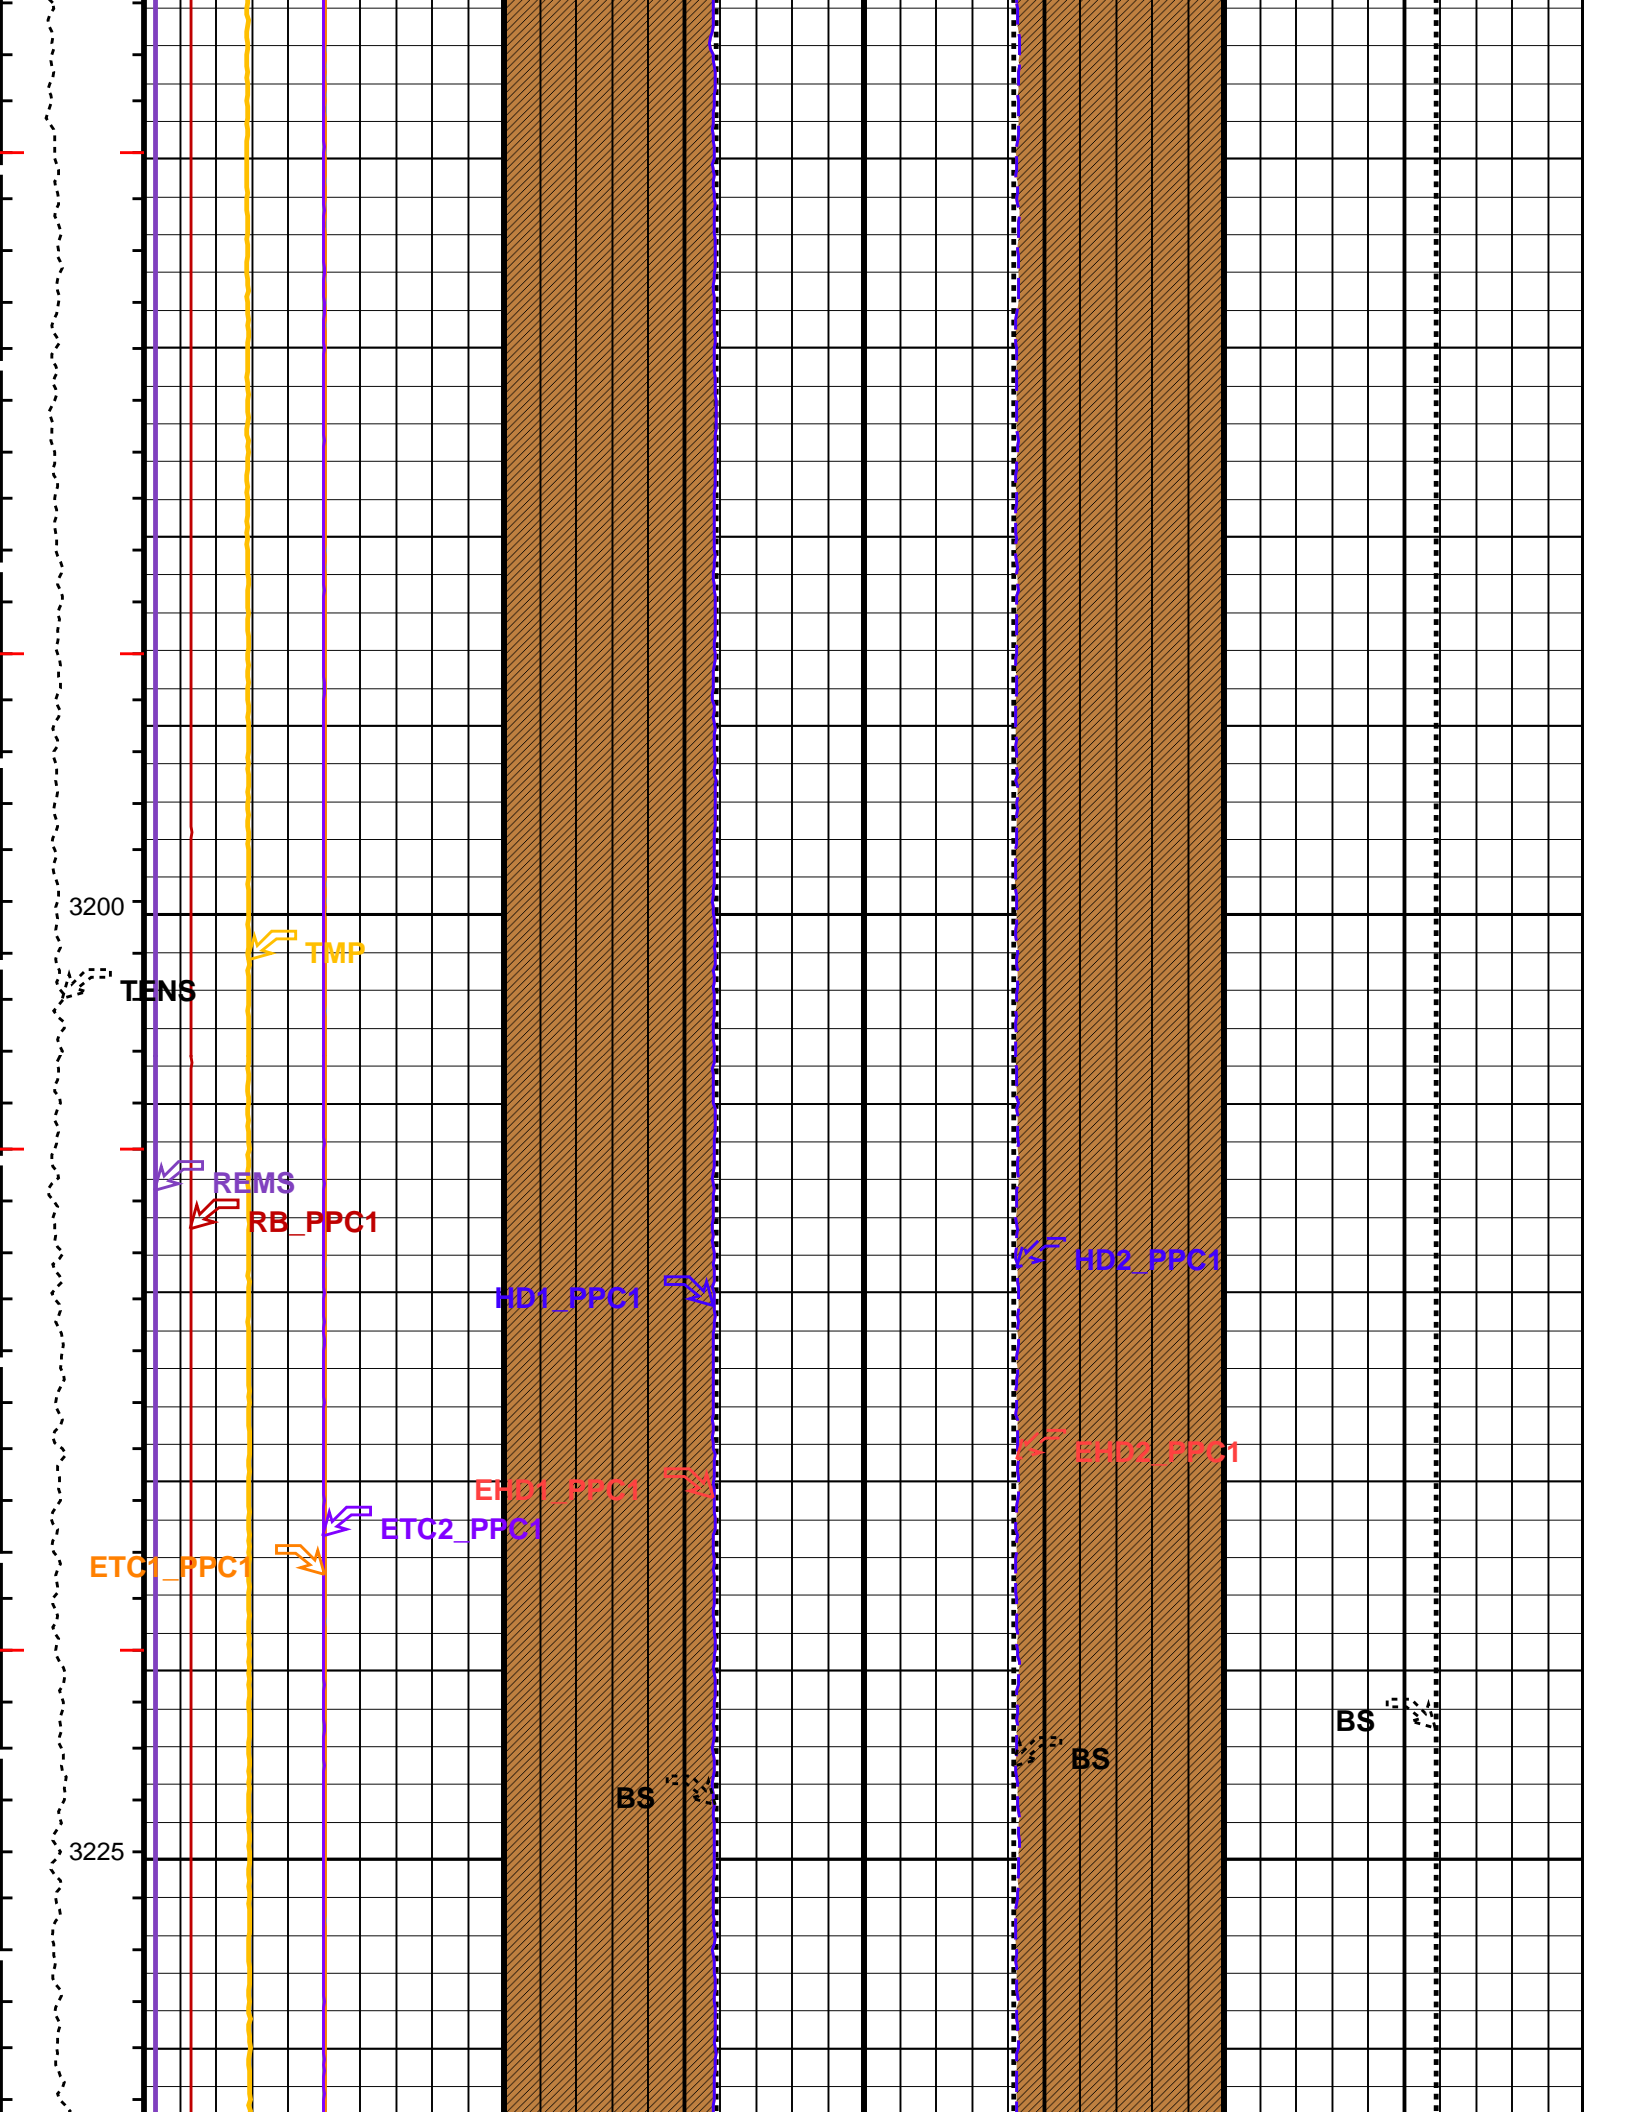 3200
TMP
TENS
REMS
RB_PPC1
HD2_PPC1
HD1_PPC1
EHD2_PPC1
EHD1_PPC1
ETC2_PPC1
ETC1_PPC1
BS
BS
BS
3225